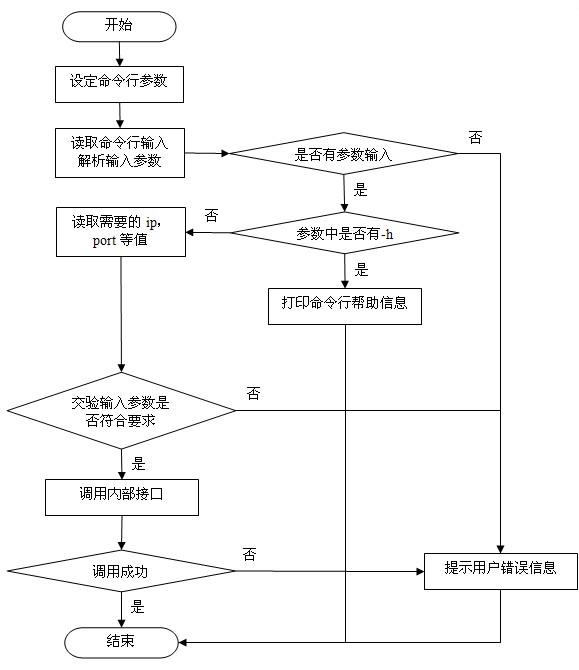 开始
设定命令行参数
读取命令行输入
解析输入参数
是否有参数输入
否
是
读取需要的 ip，
port 等值
否
参数中是否有-h
是
打印命令行帮助信息
交验输入参数是
否符合要求
否
是
调用内部接口
调用成功
否
提示用户错误信息
是
结束